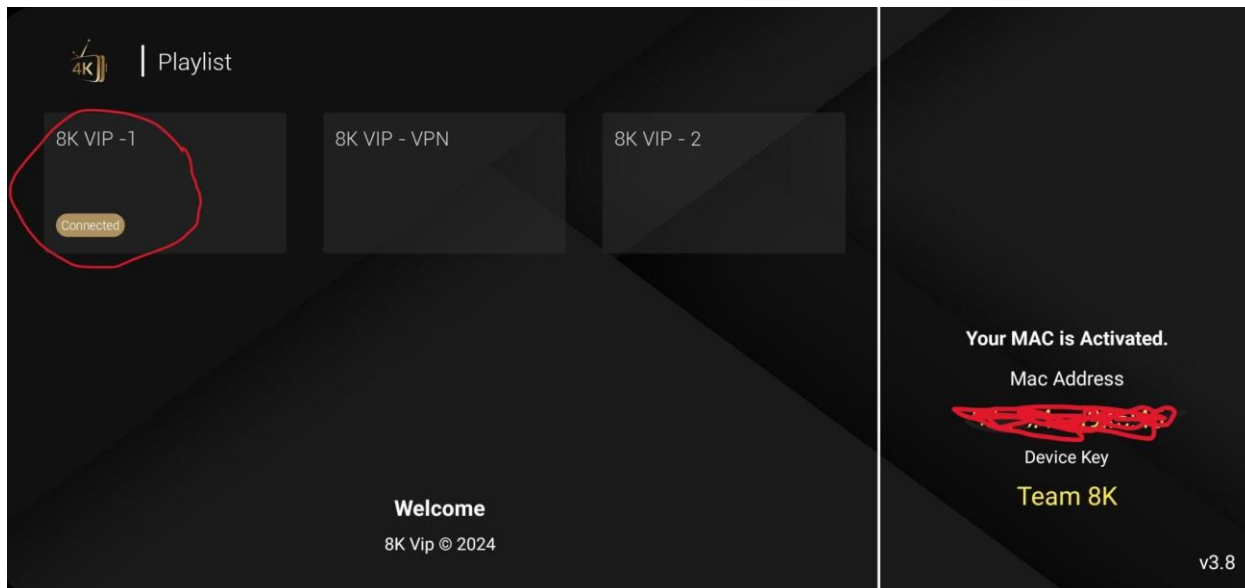 4K
Playlist
8K VIP -1
Connected
8K VIP - VPN
8K VIP - 2
Welcome
8K Vip © 2024
Your MAC is Activated.
Mac Address
Device Key
Team 8K
v3.8